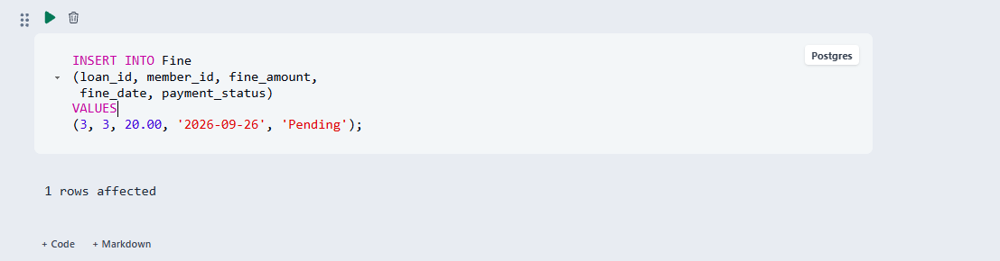 Postgres
INSERT INTO Fine
(loan_id, member_id, fine_amount,
 fine_date, payment_status)
VALUES
(3, 3, 20.00, '2026-09-26', 'Pending');
1 rows affected
+ Code + Markdown